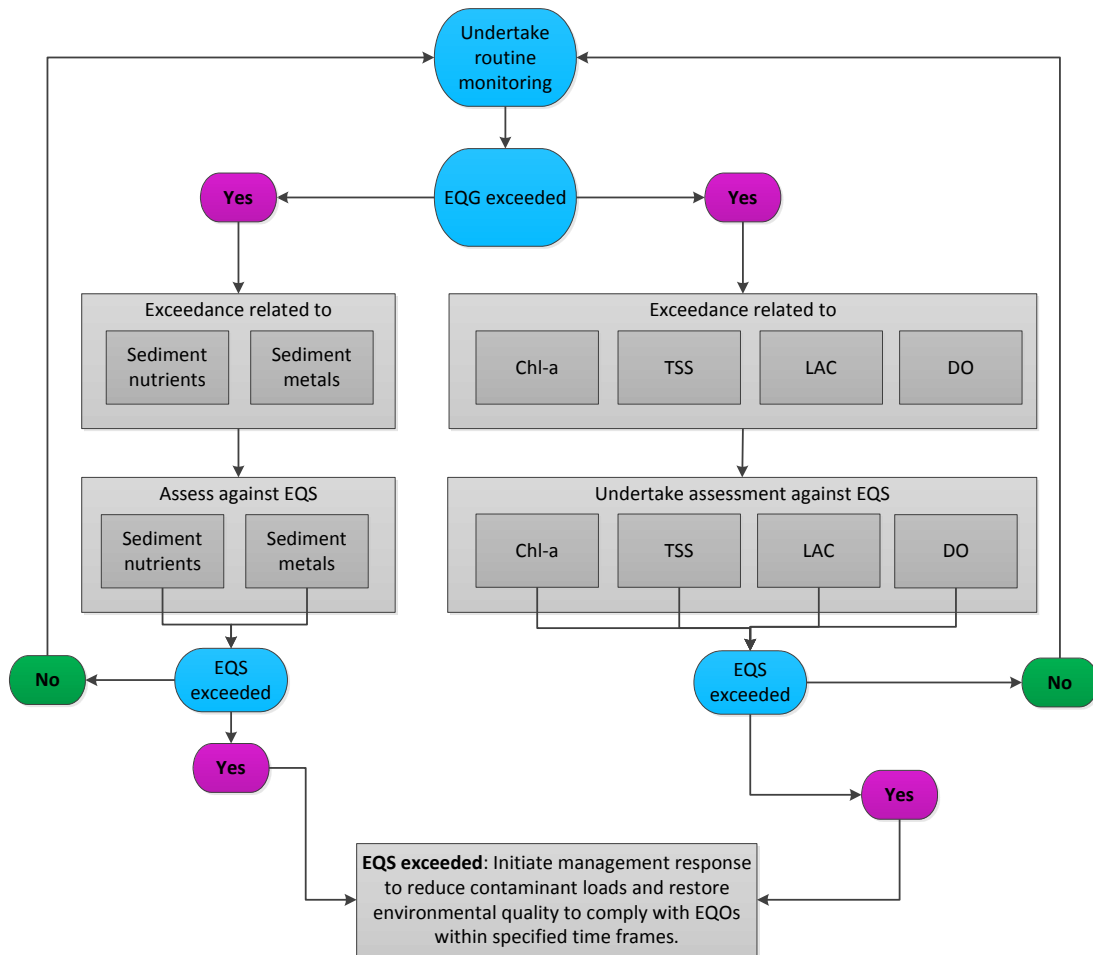 Undertake
routine
monitoring
EQG exceeded
Yes
Yes
Exceedance related to
Sediment
nutrients
Sediment
metals
Exceedance related to
Chl-a
TSS
LAC
DO
Assess against EQS
Sediment
nutrients
Sediment
metals
Undertake assessment against EQS
Chl-a
TSS
LAC
DO
No
EQS
exceeded
EQS
exceeded
No
Yes
Yes
EQS exceeded: Initiate management response
to reduce contaminant loads and restore
environmental quality to comply with EQOs
within specified time frames.